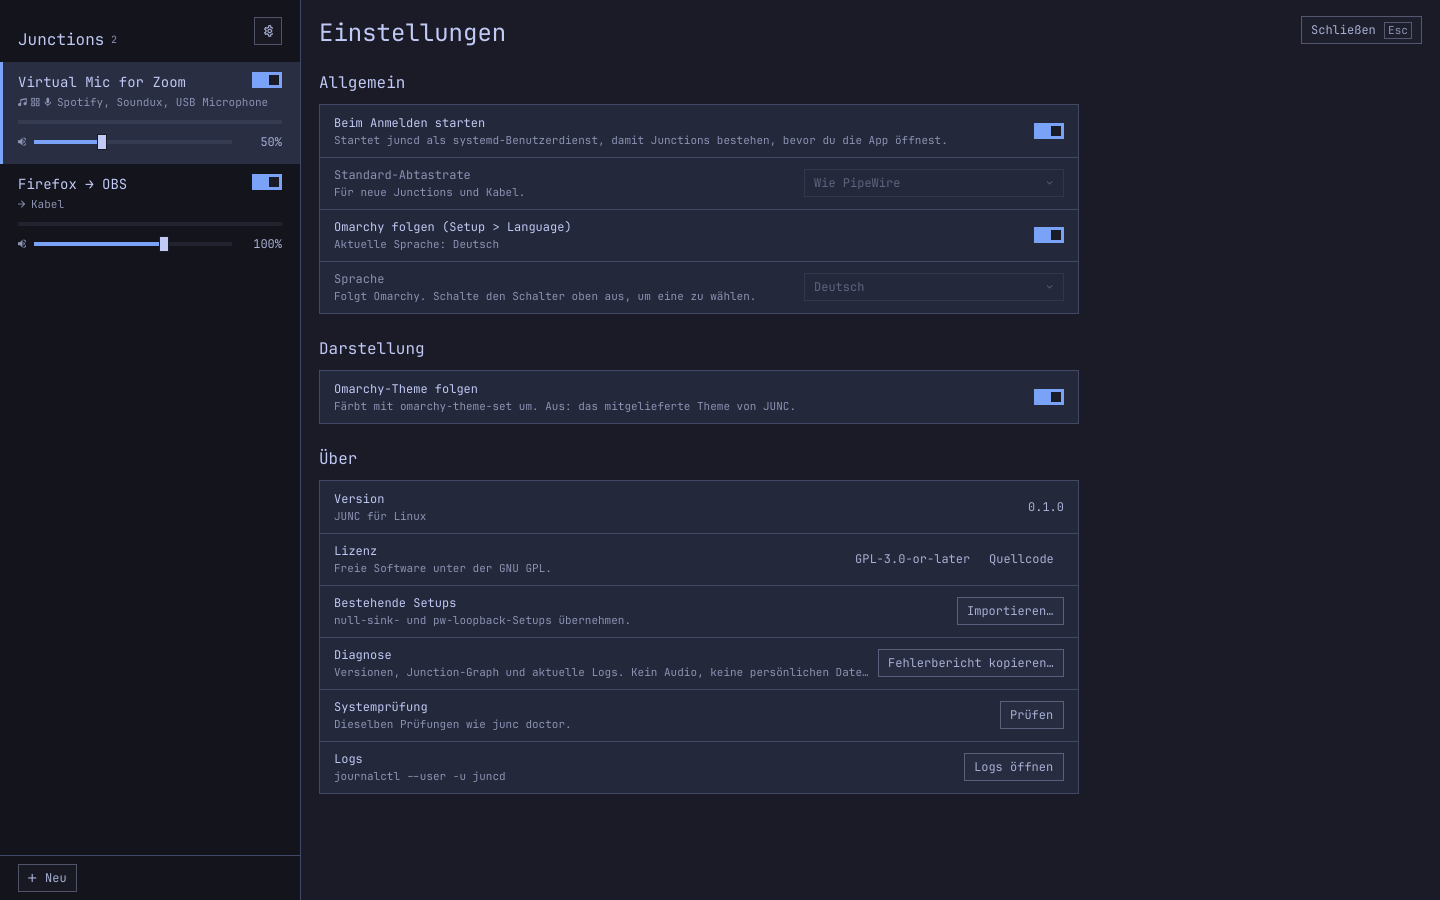 Junctions 2
Virtual Mic for Zoom
Spotify, Soundux, USB Microphone
50%
Firefox → OBS
→ Kabel
100%
+ Neu
Einstellungen
Schließen Esc
Allgemein
Beim Anmelden starten
Startet juncd als systemd-Benutzerdienst, damit Junctions bestehen, bevor du die App öffnest.
Standard-Abtastrate
Für neue Junctions und Kabel.
Wie PipeWire
Omarchy folgen (Setup > Language)
Aktuelle Sprache: Deutsch
Sprache
Folgt Omarchy. Schalte den Schalter oben aus, um eine zu wählen.
Deutsch
Darstellung
Omarchy-Theme folgen
Färbt mit omarchy-theme-set um. Aus: das mitgelieferte Theme von JUNC.
Über
Version
JUNC für Linux
0.1.0
Lizenz
Freie Software unter der GNU GPL.
GPL-3.0-or-later Quellcode
Bestehende Setups
null-sink- und pw-loopback-Setups übernehmen.
Importieren…
Diagnose
Versionen, Junction-Graph und aktuelle Logs. Kein Audio, keine persönlichen Date…
Fehlerbericht kopieren…
Systemprüfung
Dieselben Prüfungen wie junc doctor.
Prüfen
Logs
journalctl --user -u juncd
Logs öffnen